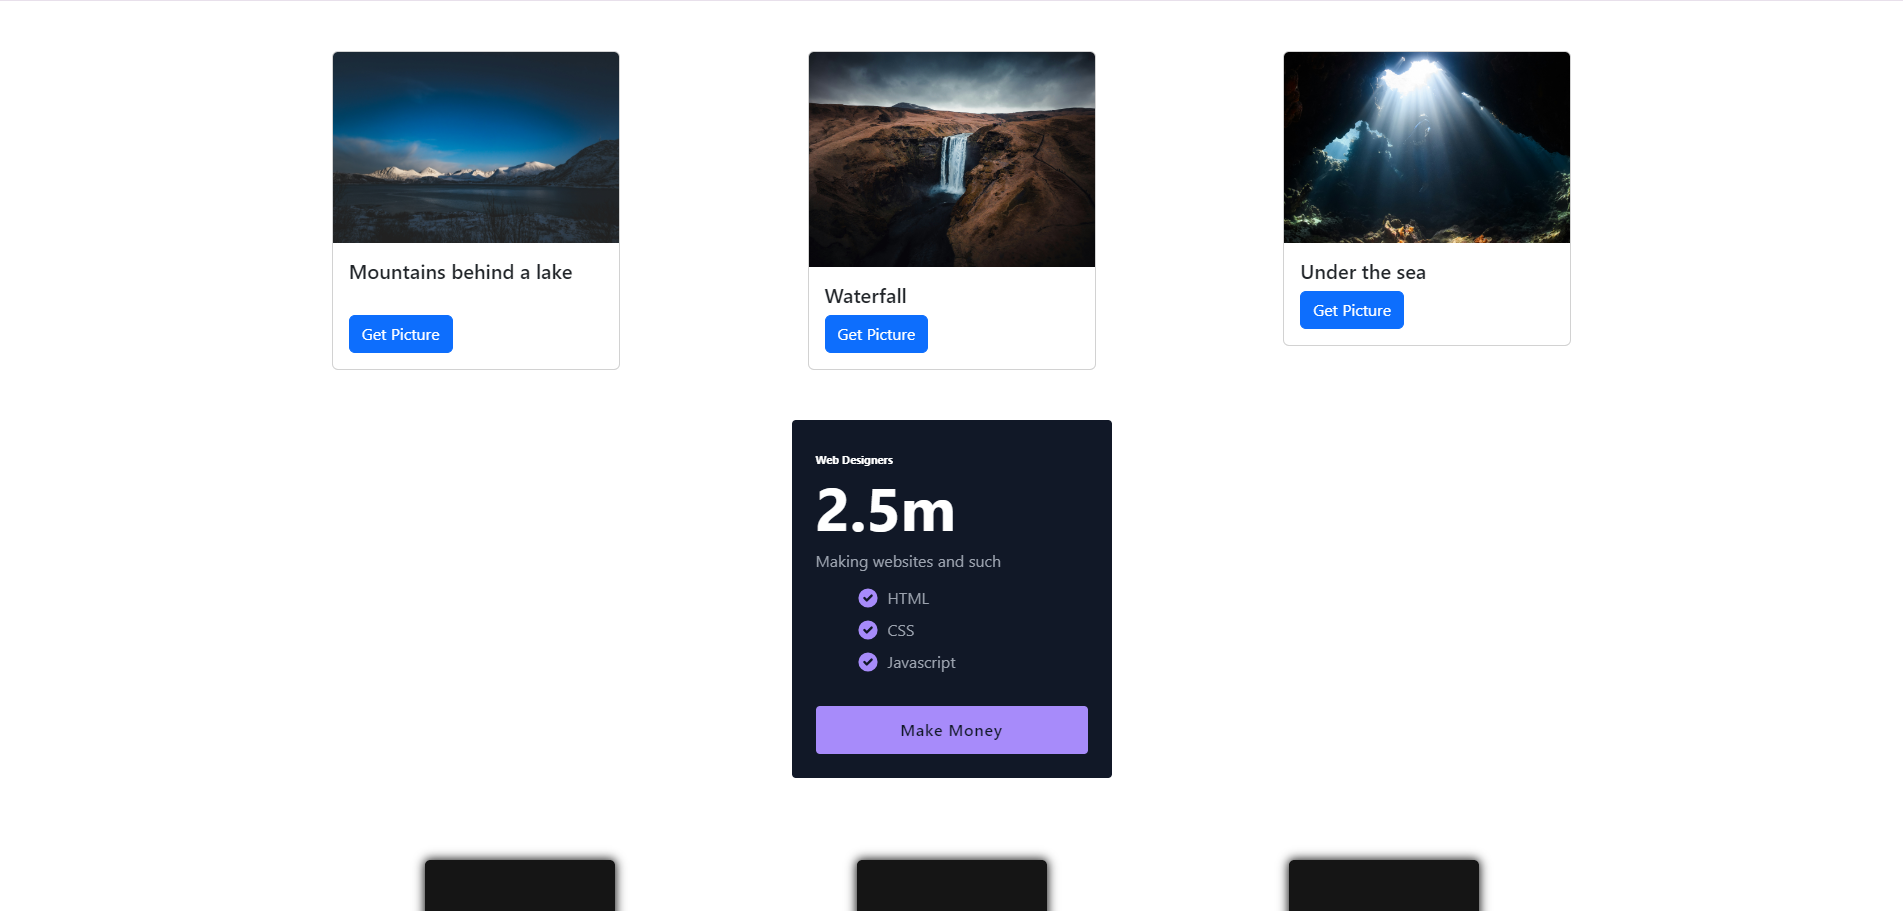 Mountains behind a lake
Get Picture
Waterfall
Get Picture
Under the sea
Get Picture
Web Designers
2.5m
Making websites and such
HTML
CSS
Javascript
Make Money